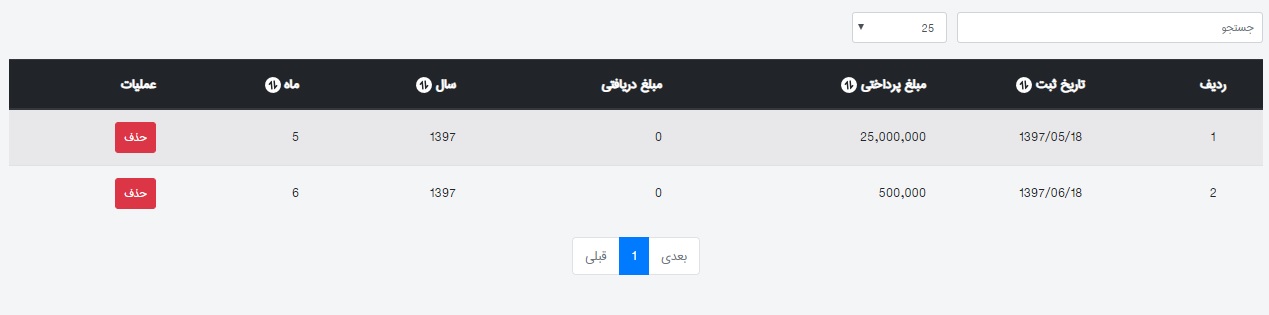 جستجو 25
ردیف تاریخ ثبت مبلغ پرداختی مبلغ دریافتی سال ماه عملیات
1 1397/05/18 25,000,000 0 1397 5 حذف
2 1397/06/18 500,000 0 1397 6 حذف
بعدی 1 قبلی